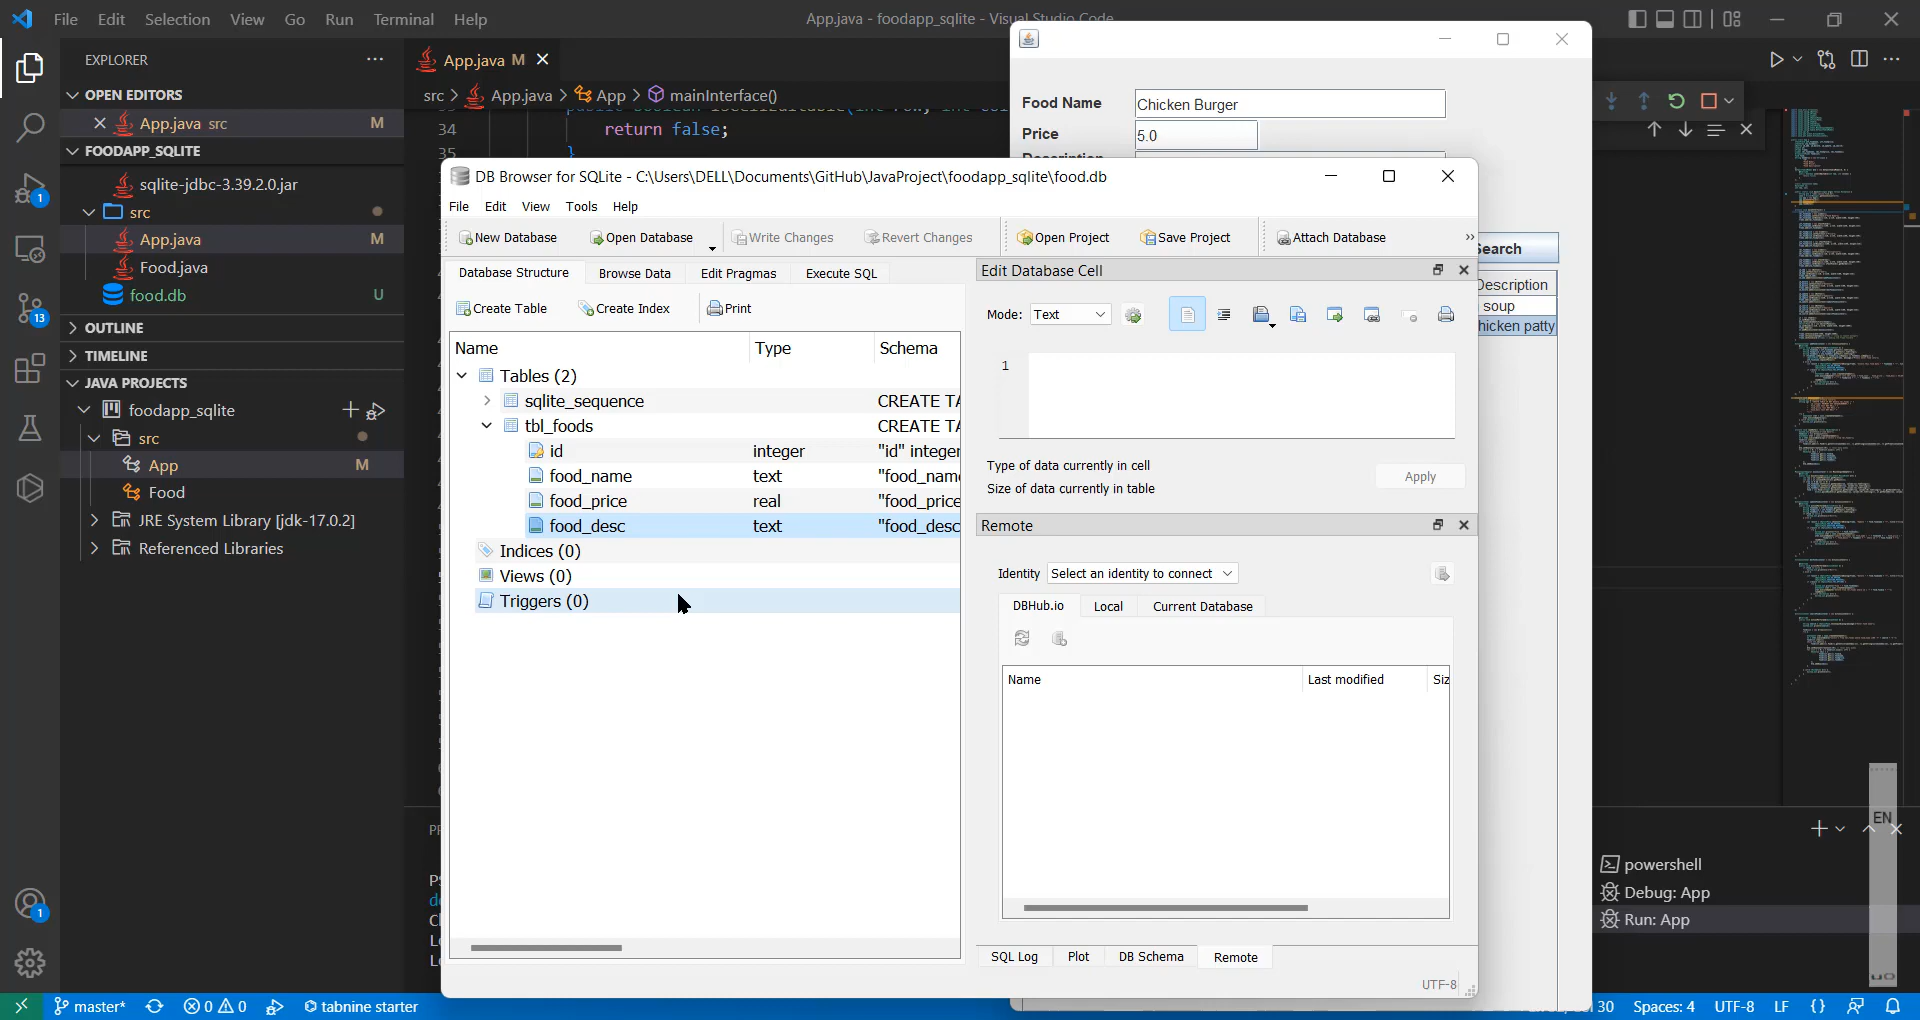 File Edit Selection View Go Run Terminal Help
App.java - foodapp_sqlite - Visual Studio Code
EXPLORER
OPEN EDITORS
App.java src M
FOODAPP_SQLITE
sqlite-jdbc-3.39.2.0.jar
src
App.java M
Food.java
food.db U
OUTLINE
TIMELINE
JAVA PROJECTS
foodapp_sqlite
src
App M
Food
JRE System Library [jdk-17.0.2]
Referenced Libraries
1
13
1
App.java M
src > App.java > App > mainInterface()
34 return false;
35 }
Food Name Chicken Burger
Price 5.0
Description
Search
Description
soup
hicken patty
DB Browser for SQLite - C:\Users\DELL\Documents\GitHub\JavaProject\foodapp_sqlite\food.db
File Edit View Tools Help
New Database Open Database Write Changes Revert Changes Open Project Save Project Attach Database »
Database Structure Browse Data Edit Pragmas Execute SQL
Create Table Create Index Print
Name Type Schema
Tables (2)
sqlite_sequence CREATE TA
tbl_foods CREATE TA
id integer "id" integer
food_name text "food_name
food_price real "food_price
food_desc text "food_desc
Indices (0)
Views (0)
Triggers (0)
Edit Database Cell
Mode: Text
1
Type of data currently in cell
Size of data currently in table
Apply
Remote
Identity Select an identity to connect
DBHub.io Local Current Database
Name Last modified Siz
SQL Log Plot DB Schema Remote
UTF-8
EN
powershell
Debug: App
Run: App
master* 0 0 tabnine starter
30 Spaces: 4 UTF-8 LF {}